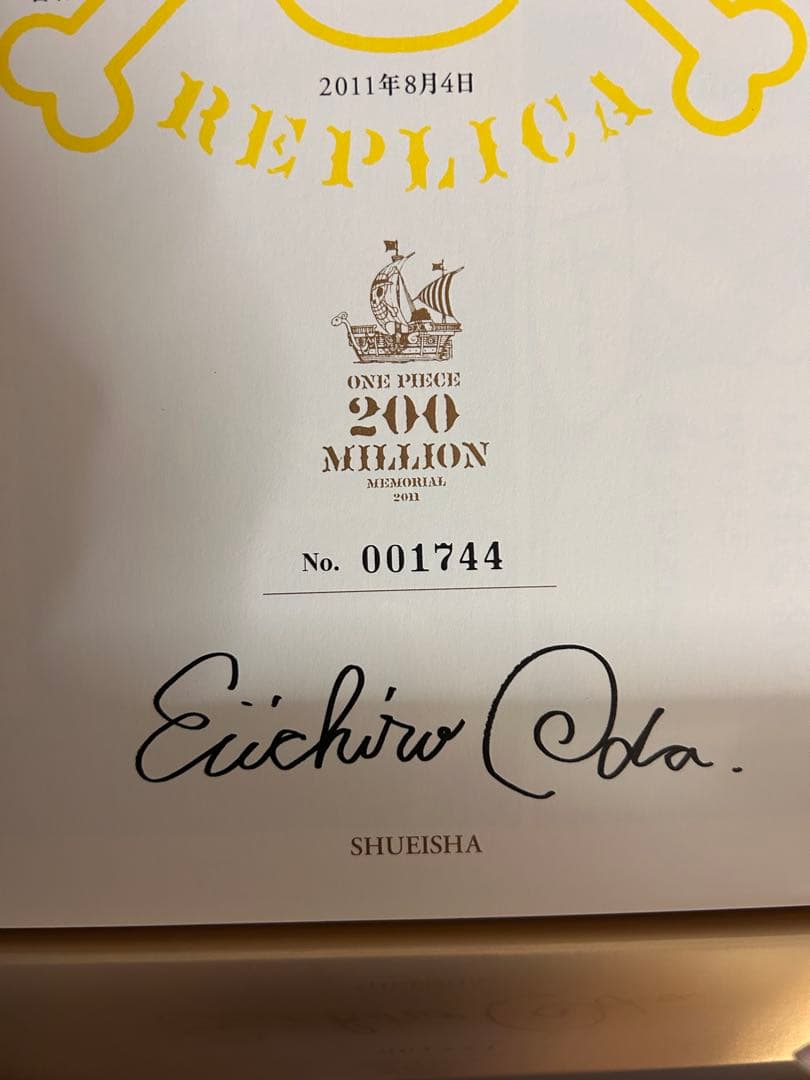 2011年8月4日
REPLICA
ONE PIECE
200
MILLION
MEMORIAL
2011
No. 001744
Eiichiro Oda.
SHUEISHA